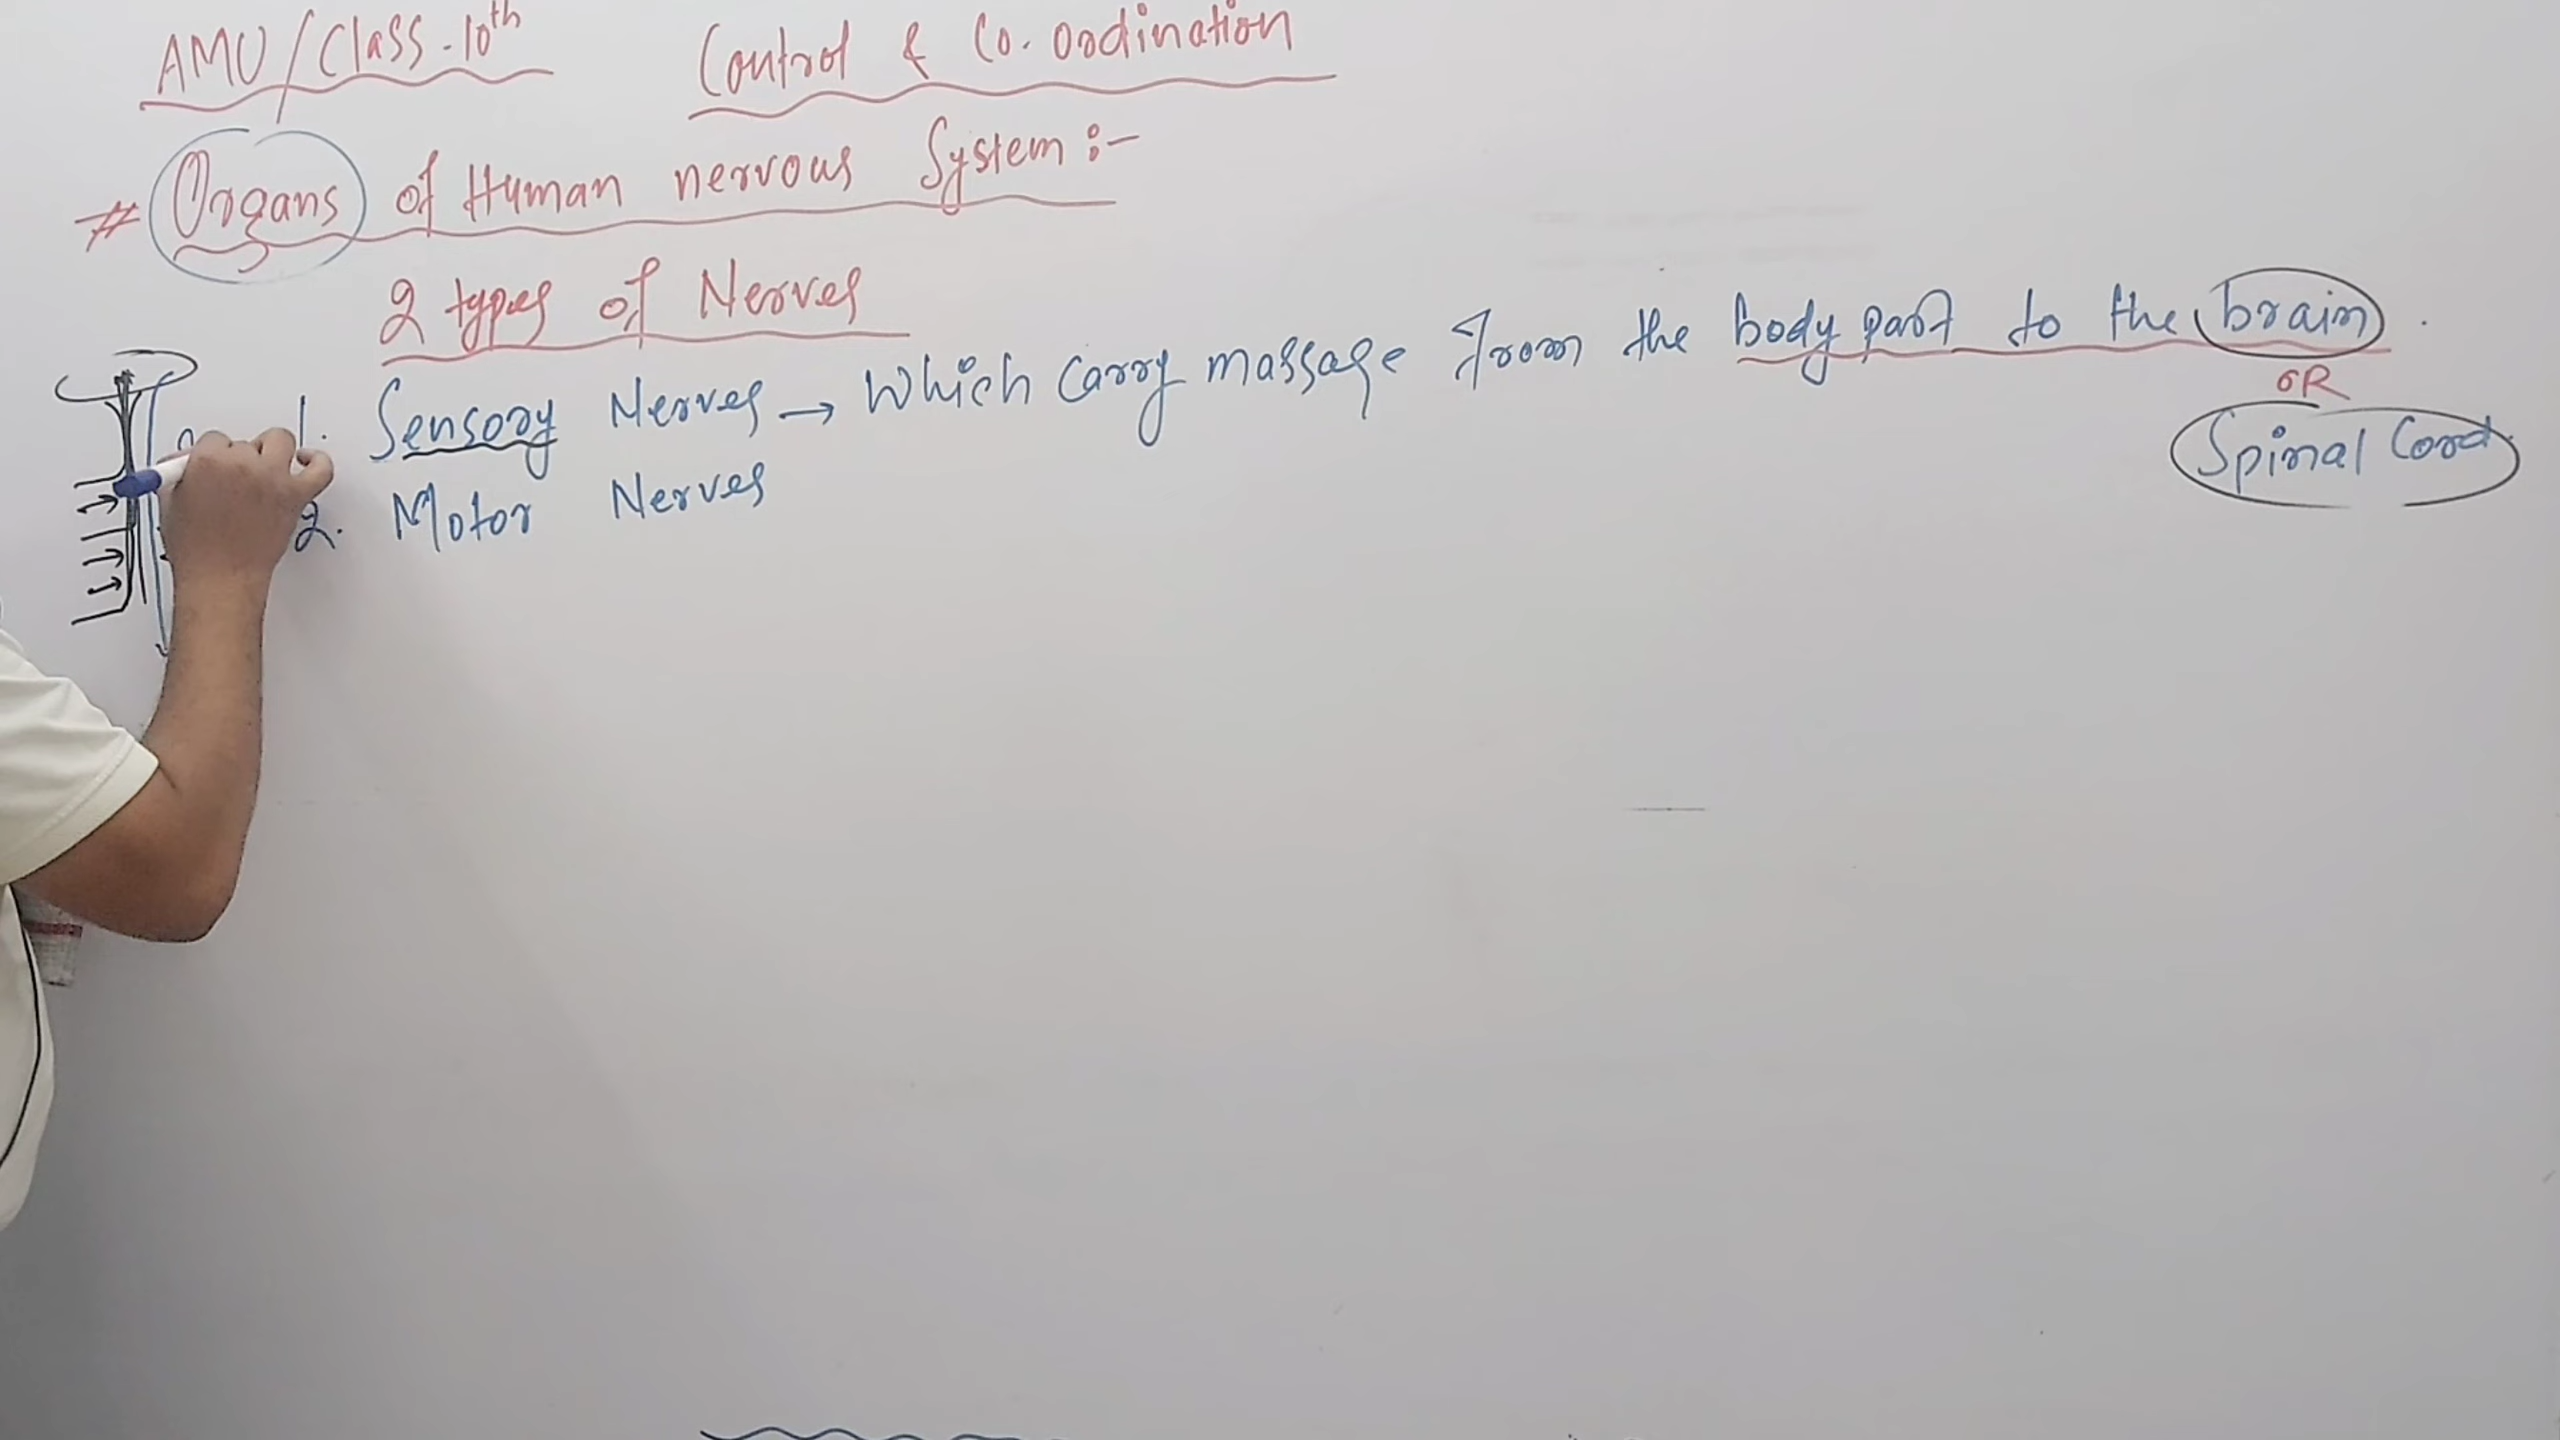 AMU/Class-10th Control & Co-ordination
# Organs of Human nervous System :-
2 types of Nerves
1. Sensory Nerves → Which Carry massage from the body part to the brain.
OR
Spinal Cord
2. Motor Nerves